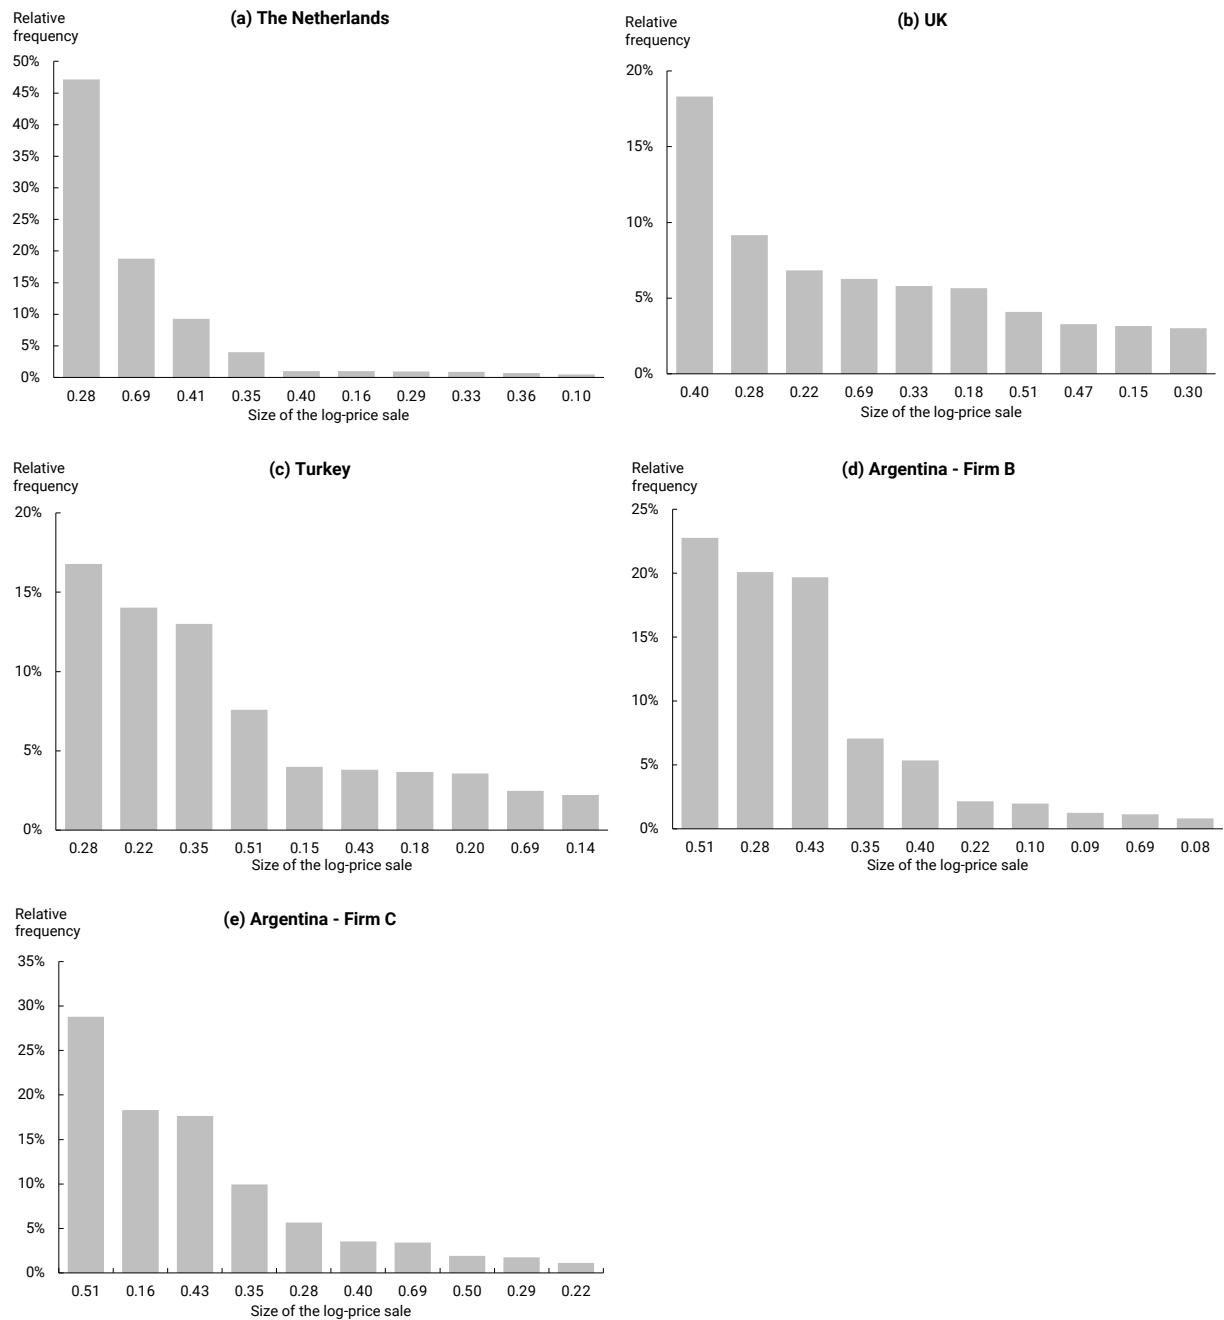 (a) The Netherlands
Relative
frequency
50%
45%
40%
35%
30%
25%
20%
15%
10%
5%
0%
0.28 0.69 0.41 0.35 0.40 0.16 0.29 0.33 0.36 0.10
Size of the log-price sale
(b) UK
Relative
frequency
20%
15%
10%
5%
0%
0.40 0.28 0.22 0.69 0.33 0.18 0.51 0.47 0.15 0.30
Size of the log-price sale
(c) Turkey
Relative
frequency
20%
15%
10%
5%
0%
0.28 0.22 0.35 0.51 0.15 0.43 0.18 0.20 0.69 0.14
Size of the log-price sale
(d) Argentina - Firm B
Relative
frequency
25%
20%
15%
10%
5%
0%
0.51 0.28 0.43 0.35 0.40 0.22 0.10 0.09 0.69 0.08
Size of the log-price sale
(e) Argentina - Firm C
Relative
frequency
35%
30%
25%
20%
15%
10%
5%
0%
0.51 0.16 0.43 0.35 0.28 0.40 0.69 0.50 0.29 0.22
Size of the log-price sale